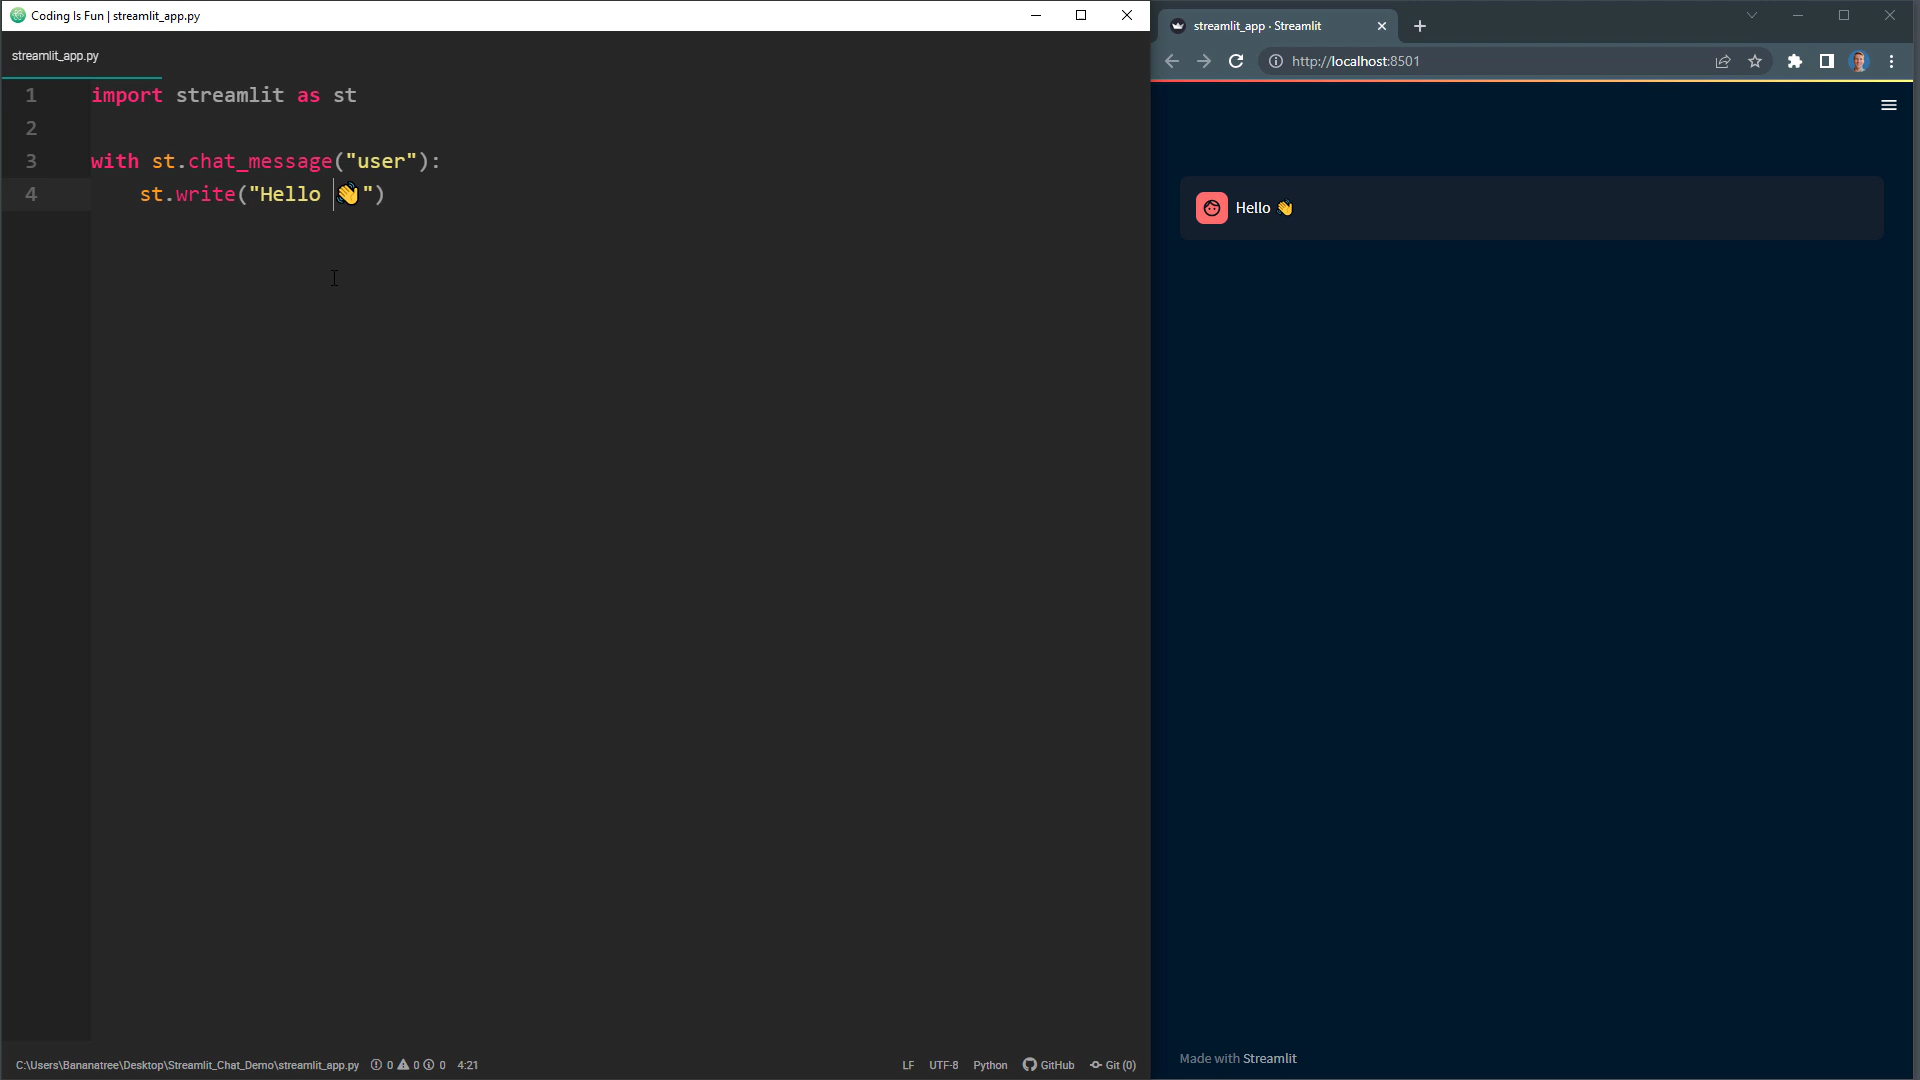 Coding Is Fun | streamlit_app.py
streamlit_app.py
1 import streamlit as st
2
3 with st.chat_message("user"):
4 st.write("Hello 👋")
C:\Users\Bananatree\Desktop\Streamlit_Chat_Demo\streamlit_app.py 0 0 0 4:21 LF UTF-8 Python GitHub Git (0)
streamlit_app · Streamlit
http://localhost:8501
Hello 👋
Made with Streamlit